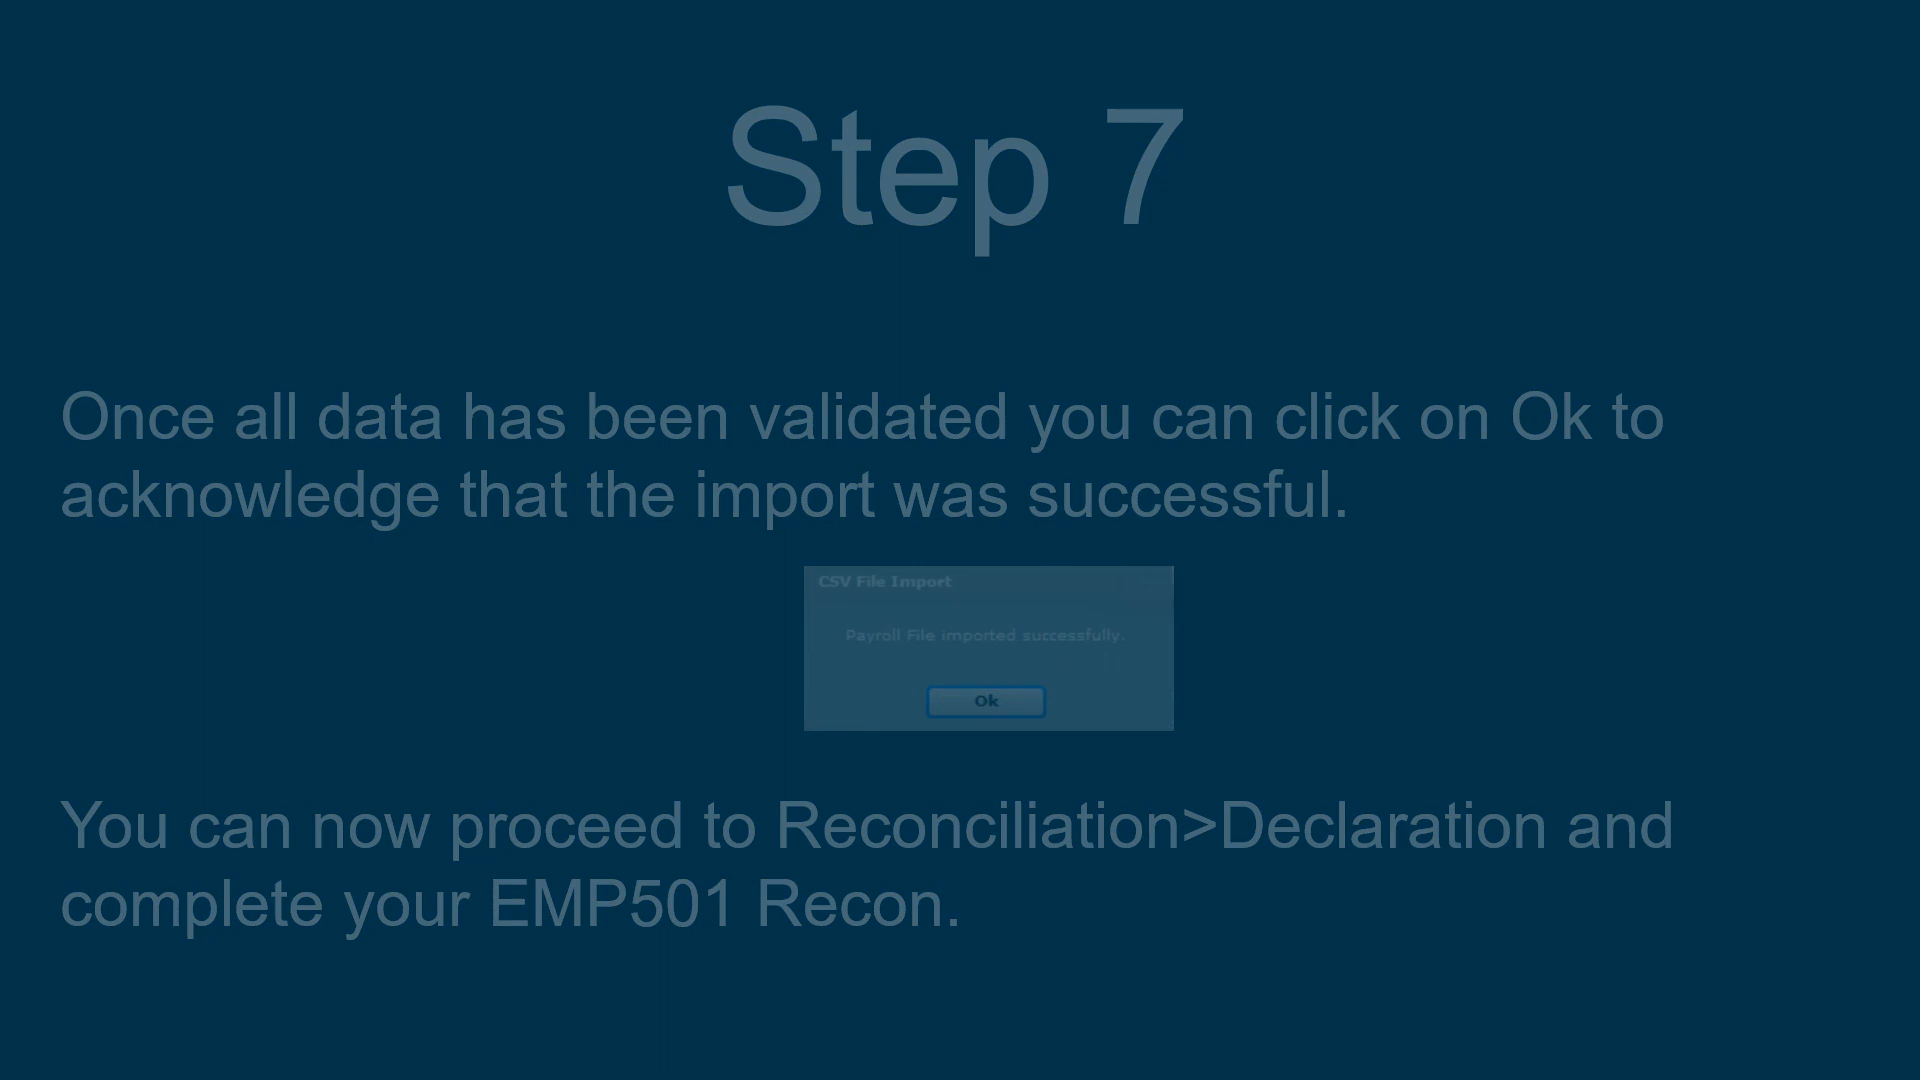 Step 7
Once all data has been validated you can click on Ok to
acknowledge that the import was successful.
CSV File Import
Payroll File imported successfully.
Ok
You can now proceed to Reconciliation>Declaration and
complete your EMP501 Recon.